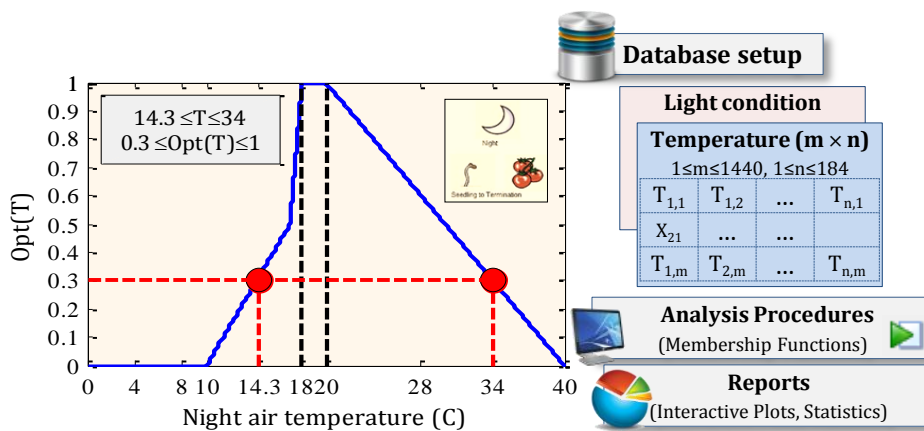 Database setup
Light condition
Temperature (m × n)
1≤m≤1440, 1≤n≤184
T1,1 T1,2 ... Tn,1
X21 ... ...
T1,m T2,m ... Tn,m
Analysis Procedures
(Membership Functions)
Reports
(Interactive Plots, Statistics)
14.3 ≤T≤34
0.3 ≤Opt(T)≤1
Night
Seedling to Termination
Opt(T)
1
0.9
0.8
0.7
0.6
0.5
0.4
0.3
0.2
0.1
0
0 4 8 10 14.3 18 20 28 34 40
Night air temperature (C)